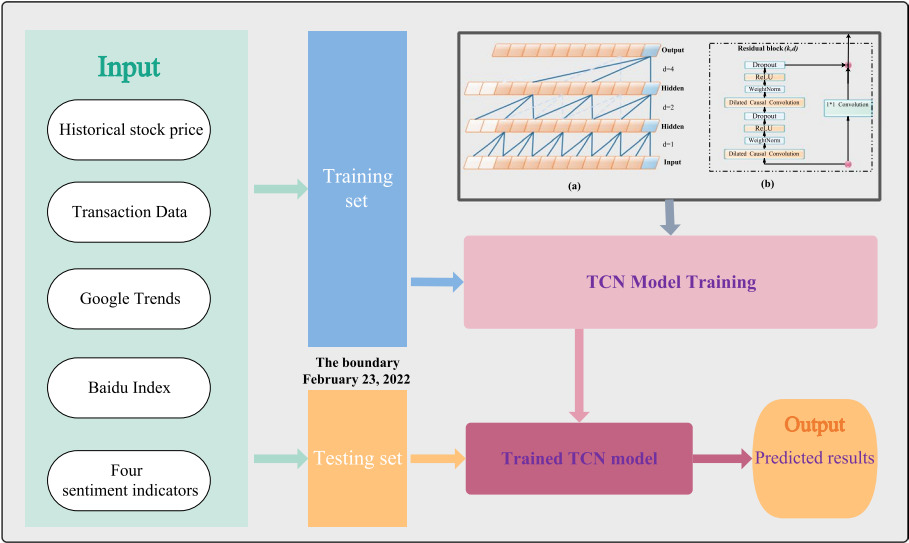 Input
Historical stock price
Transaction Data
Google Trends
Baidu Index
Four
sentiment indicators
Training
set
The boundary
February 23, 2022
Testing set
Output
d=4
Hidden
d=2
Hidden
d=1
Input
(a)
Residual block(k,d)
Dropout
ReLU
WeightNorm
Dilated Causal Convolution
Dropout
ReLU
WeightNorm
Dilated Causal Convolution
1*1 Convolution
(b)
TCN Model Training
Trained TCN model
Output
Predicted results